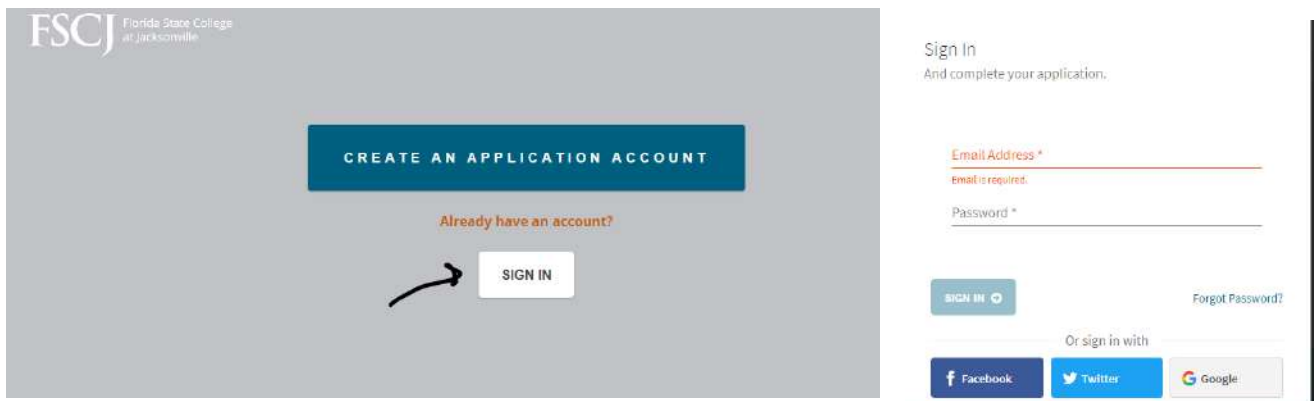 FSCJ
Florida State College
at Jacksonville
CREATE AN APPLICATION ACCOUNT
Already have an account?
SIGN IN
Sign In
And complete your application.
Email Address *
Email is required.
Password *
SIGN IN
Forgot Password?
Or sign in with
Facebook
Twitter
Google